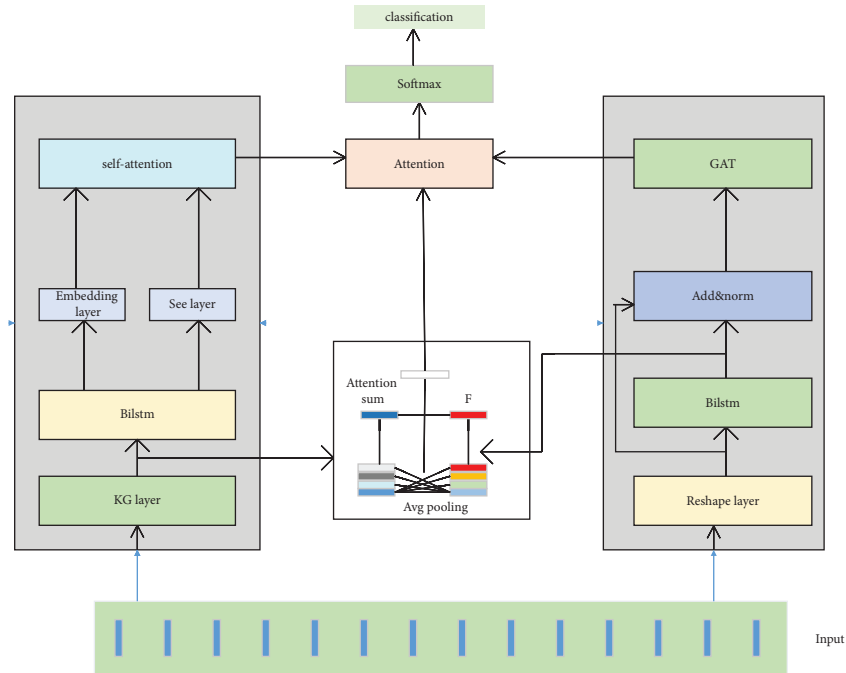 classification
Softmax
self-attention
Attention
GAT
Embedding
layer
See layer
Add&norm
Attention
sum
F
Bilstm
Bilstm
KG layer
Avg pooling
Reshape layer
Input